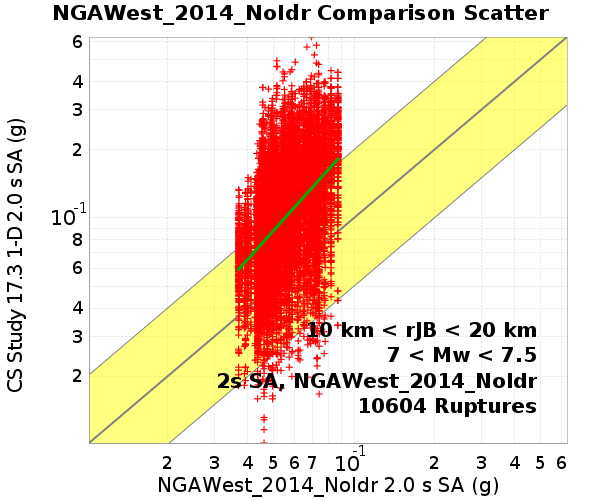 NGAWest_2014_NoIdr Comparison Scatter
CS Study 17.3 1-D 2.0 s SA (g)
6
4
3
2
10-1
8
6
4
3
2
10 km < rJB < 20 km
7 < Mw < 7.5
2s SA, NGAWest_2014_NoIdr
10604 Ruptures
2 3 4 5 6 7 10-1 2 3 4 5 6
NGAWest_2014_NoIdr 2.0 s SA (g)